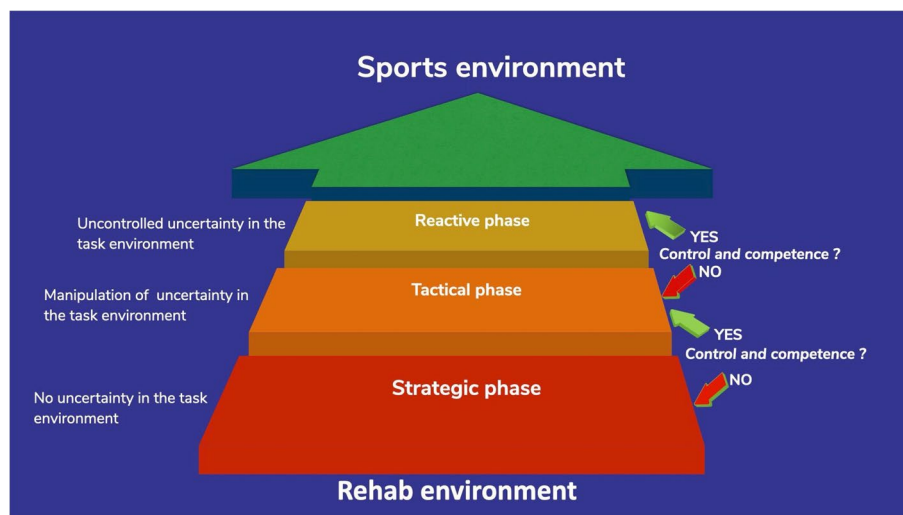 Sports environment
Reactive phase
Uncontrolled uncertainty in the
task environment
YES
Control and competence ?
NO
Tactical phase
Manipulation of uncertainty in
the task environment
YES
Control and competence ?
NO
Strategic phase
No uncertainty in the task
environment
Rehab environment